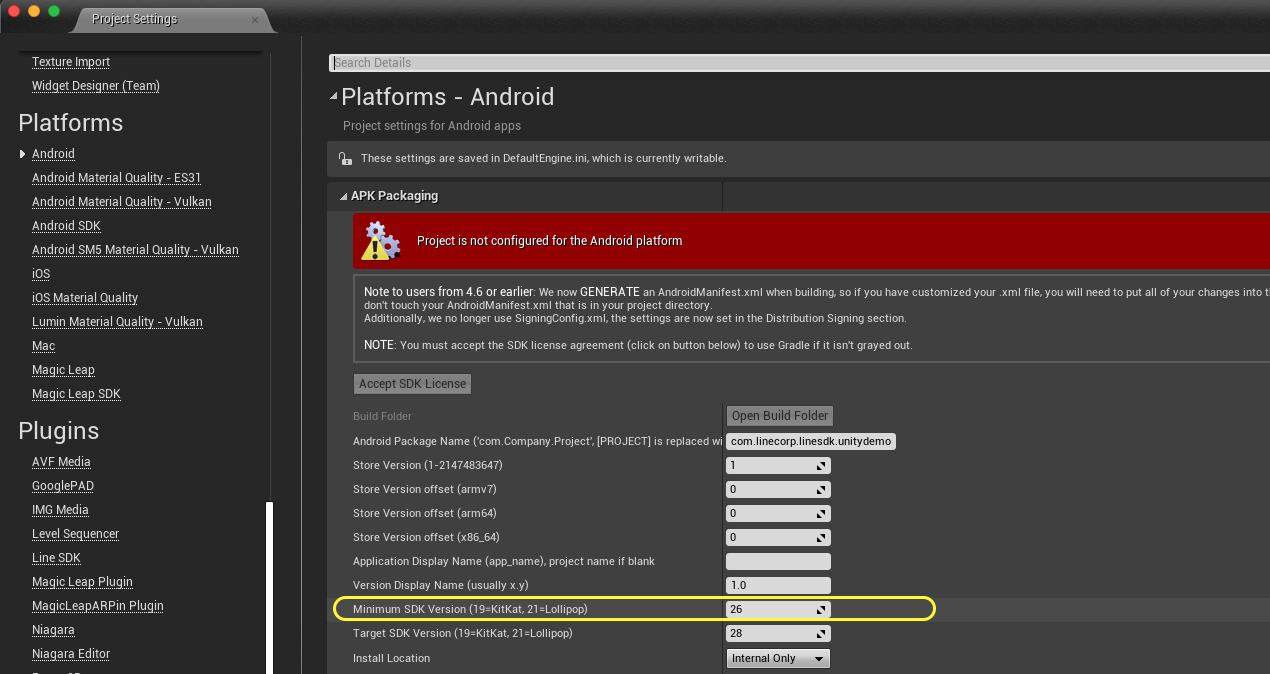 Project Settings
Texture Import
Widget Designer (Team)
Platforms
Android
Android Material Quality - ES31
Android Material Quality - Vulkan
Android SDK
Android SM5 Material Quality - Vulkan
iOS
iOS Material Quality
Lumin Material Quality - Vulkan
Mac
Magic Leap
Magic Leap SDK
Plugins
AVF Media
GooglePAD
IMG Media
Level Sequencer
Line SDK
Magic Leap Plugin
MagicLeapARPin Plugin
Niagara
Niagara Editor
Search Details
Platforms - Android
Project settings for Android apps
These settings are saved in DefaultEngine.ini, which is currently writable.
APK Packaging
Project is not configured for the Android platform
Note to users from 4.6 or earlier: We now GENERATE an AndroidManifest.xml when building, so if you have customized your .xml file, you will need to put all of your changes into
don't touch your AndroidManifest.xml that is in your project directory.
Additionally, we no longer use SigningConfig.xml, the settings are now set in the Distribution Signing section.
NOTE: You must accept the SDK license agreement (click on button below) to use Gradle if it isn't grayed out.
Accept SDK License
Build Folder Open Build Folder
Android Package Name ('com.Company.Project', [PROJECT] is replaced wi com.linecorp.linesdk.unitydemo
Store Version (1-2147483647) 1
Store Version offset (armv7) 0
Store Version offset (arm64) 0
Store Version offset (x86_64) 0
Application Display Name (app_name), project name if blank
Version Display Name (usually x.y) 1.0
Minimum SDK Version (19=KitKat, 21=Lollipop) 26
Target SDK Version (19=KitKat, 21=Lollipop) 28
Install Location Internal Only